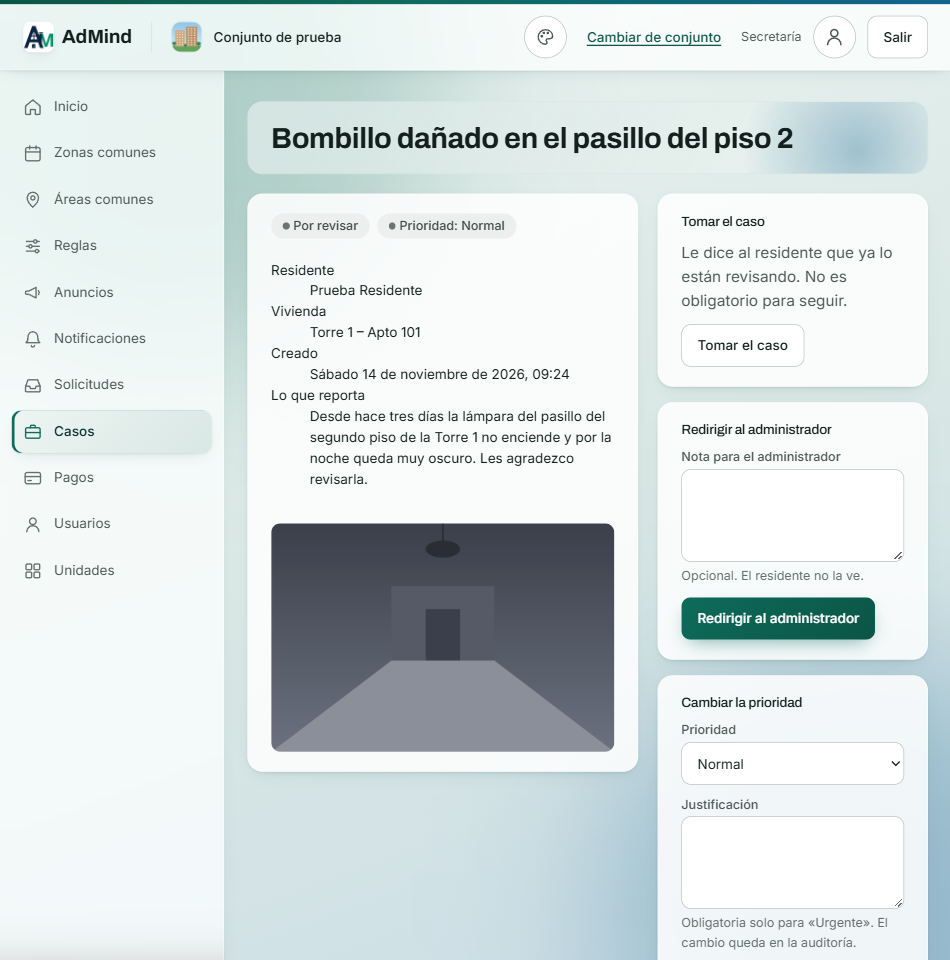 AdMind
Conjunto de prueba
Cambiar de conjunto
Secretaría
Salir
Inicio
Zonas comunes
Áreas comunes
Reglas
Anuncios
Notificaciones
Solicitudes
Casos
Pagos
Usuarios
Unidades
Bombillo dañado en el pasillo del piso 2
Por revisar
Prioridad: Normal
Residente
Prueba Residente
Vivienda
Torre 1 – Apto 101
Creado
Sábado 14 de noviembre de 2026, 09:24
Lo que reporta
Desde hace tres días la lámpara del pasillo del
segundo piso de la Torre 1 no enciende y por la
noche queda muy oscuro. Les agradezco
revisarla.
Tomar el caso
Le dice al residente que ya lo
están revisando. No es
obligatorio para seguir.
Tomar el caso
Redirigir al administrador
Nota para el administrador
Opcional. El residente no la ve.
Redirigir al administrador
Cambiar la prioridad
Prioridad
Normal
Justificación
Obligatoria solo para «Urgente». El
cambio queda en la auditoría.